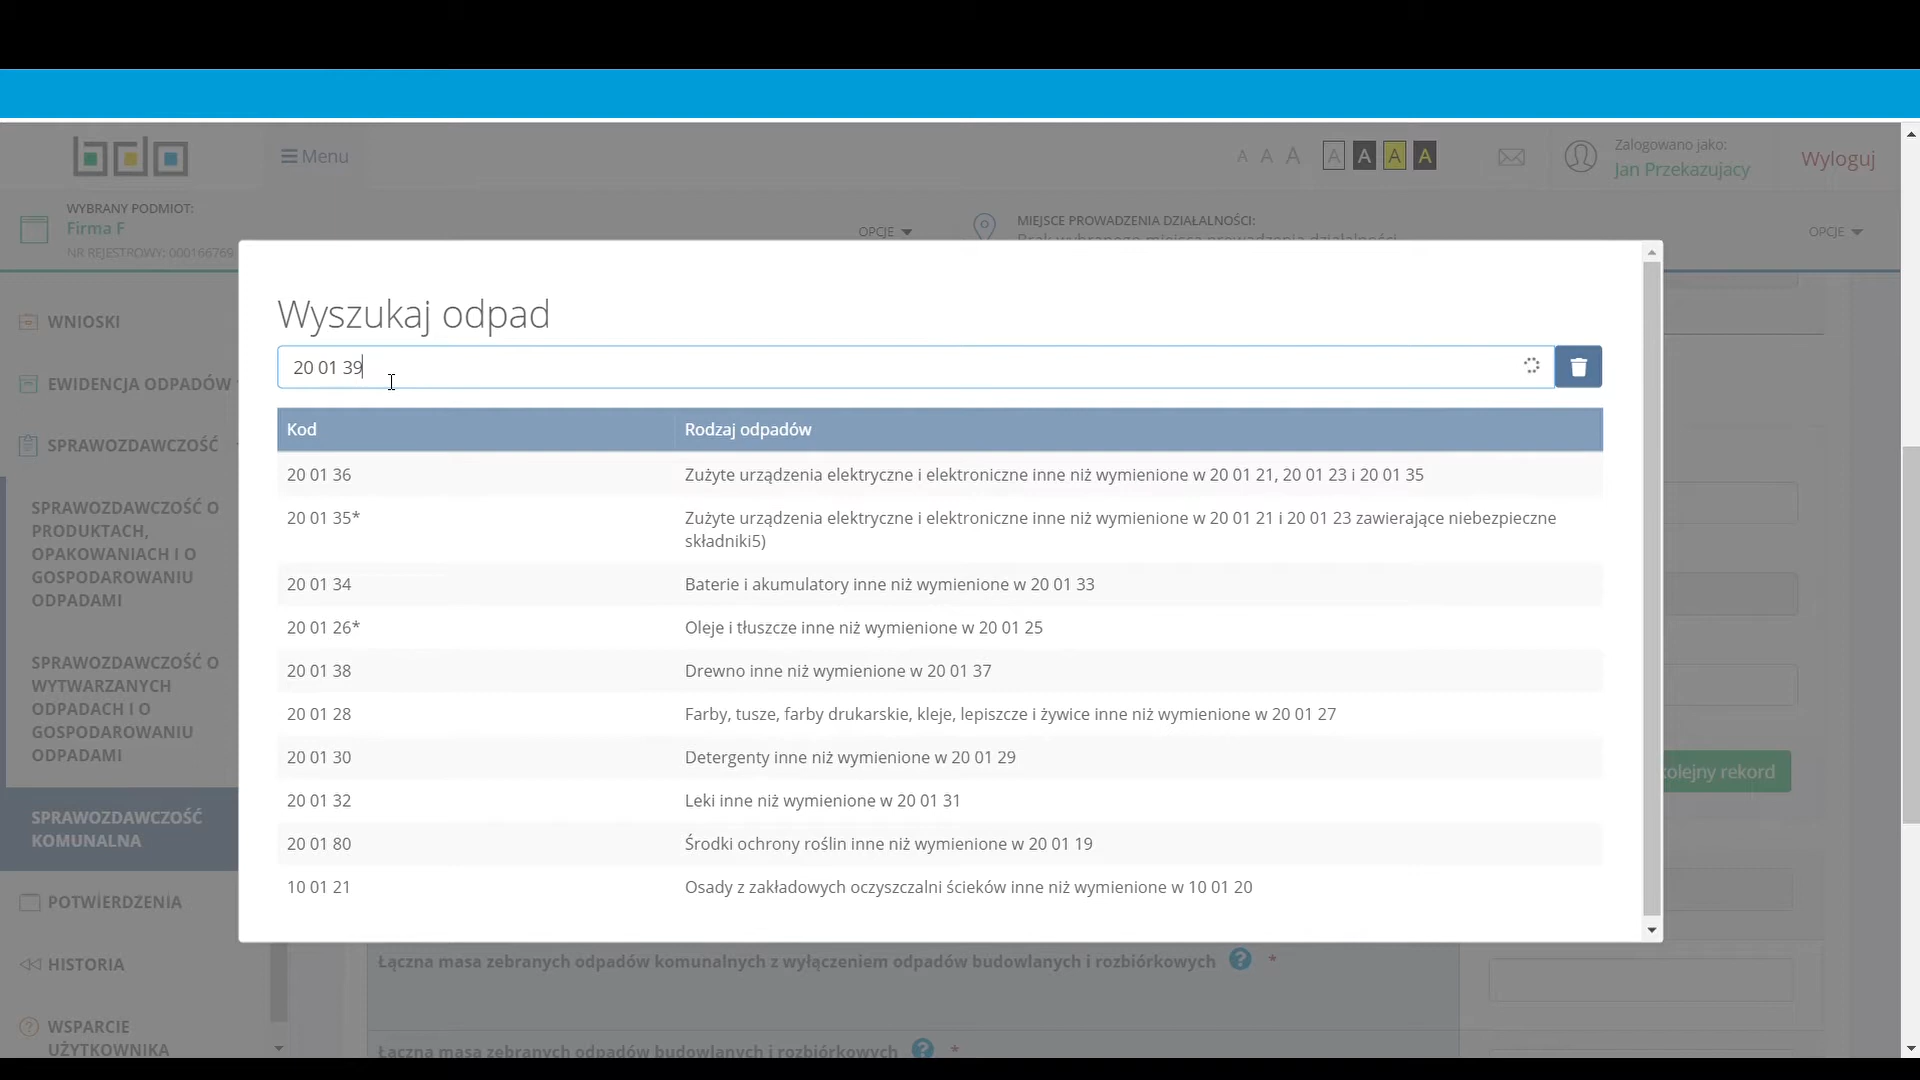 bdo
Menu
A A A A A A A
Zalogowano jako:
Jan Przekazujacy
Wyloguj
WYBRANY PODMIOT:
Firma F
NR REJESTROWY: 000166769
OPCJE
MIEJSCE PROWADZENIA DZIAŁALNOŚCI:
Brak wybranego miejsca prowadzenia działalności
OPCJE
WNIOSKI
EWIDENCJA ODPADÓW
SPRAWOZDAWCZOŚĆ
SPRAWOZDAWCZOŚĆ O
PRODUKTACH,
OPAKOWANIACH I O
GOSPODAROWANIU
ODPADAMI
SPRAWOZDAWCZOŚĆ O
WYTWARZANYCH
ODPADACH I O
GOSPODAROWANIU
ODPADAMI
SPRAWOZDAWCZOŚĆ
KOMUNALNA
POTWIERDZENIA
HISTORIA
WSPARCIE
UŻYTKOWNIKA
Wyszukaj odpad
20 01 39
Kod Rodzaj odpadów
20 01 36 Zużyte urządzenia elektryczne i elektroniczne inne niż wymienione w 20 01 21, 20 01 23 i 20 01 35
20 01 35* Zużyte urządzenia elektryczne i elektroniczne inne niż wymienione w 20 01 21 i 20 01 23 zawierające niebezpieczne
składniki5)
20 01 34 Baterie i akumulatory inne niż wymienione w 20 01 33
20 01 26* Oleje i tłuszcze inne niż wymienione w 20 01 25
20 01 38 Drewno inne niż wymienione w 20 01 37
20 01 28 Farby, tusze, farby drukarskie, kleje, lepiszcze i żywice inne niż wymienione w 20 01 27
20 01 30 Detergenty inne niż wymienione w 20 01 29
20 01 32 Leki inne niż wymienione w 20 01 31
20 01 80 Środki ochrony roślin inne niż wymienione w 20 01 19
10 01 21 Osady z zakładowych oczyszczalni ścieków inne niż wymienione w 10 01 20
olejny rekord
Łączna masa zebranych odpadów komunalnych z wyłączeniem odpadów budowlanych i rozbiórkowych ? *
Łączna masa zebranych odpadów budowlanych i rozbiórkowych ? *